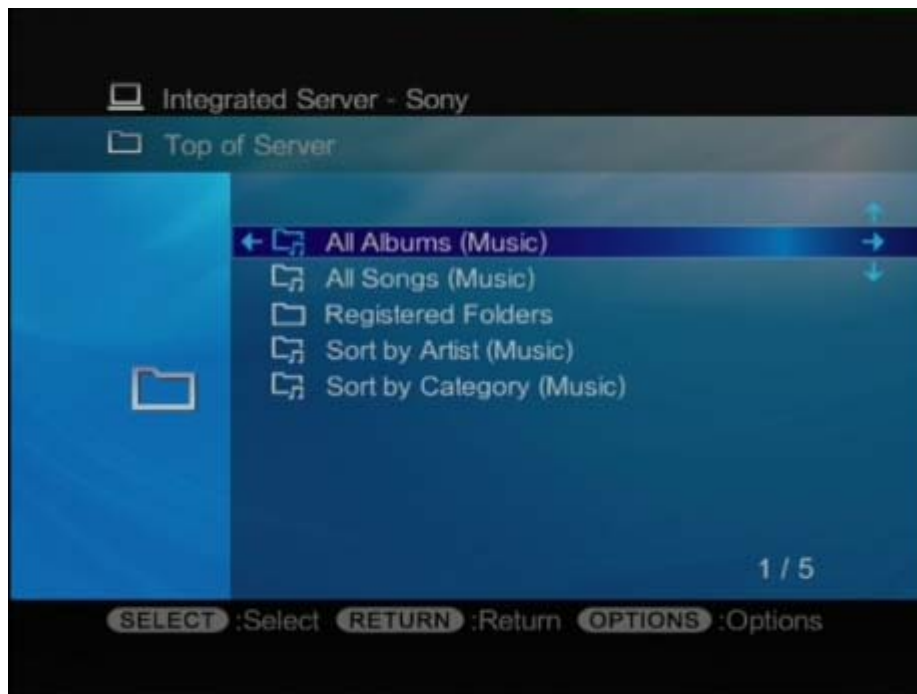 Integrated Server - Sony
Top of Server
All Albums (Music)
All Songs (Music)
Registered Folders
Sort by Artist (Music)
Sort by Category (Music)
1 / 5
SELECT :Select RETURN :Return OPTIONS :Options